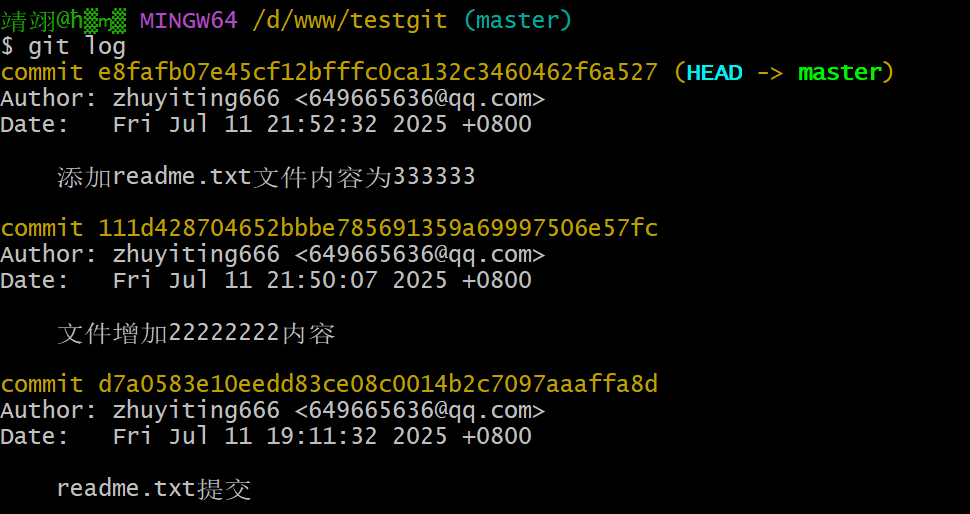 靖翊@ћ▒ጠ▒ MINGW64 /d/www/testgit (master)
$ git log
commit e8fafb07e45cf12bfffc0ca132c3460462f6a527 (HEAD -> master)
Author: zhuyiting666 <649665636@qq.com>
Date:   Fri Jul 11 21:52:32 2025 +0800
添加readme.txt文件内容为333333
commit 111d428704652bbbe785691359a69997506e57fc
Author: zhuyiting666 <649665636@qq.com>
Date:   Fri Jul 11 21:50:07 2025 +0800
文件增加22222222内容
commit d7a0583e10eedd83ce08c0014b2c7097aaaffa8d
Author: zhuyiting666 <649665636@qq.com>
Date:   Fri Jul 11 19:11:32 2025 +0800
readme.txt提交